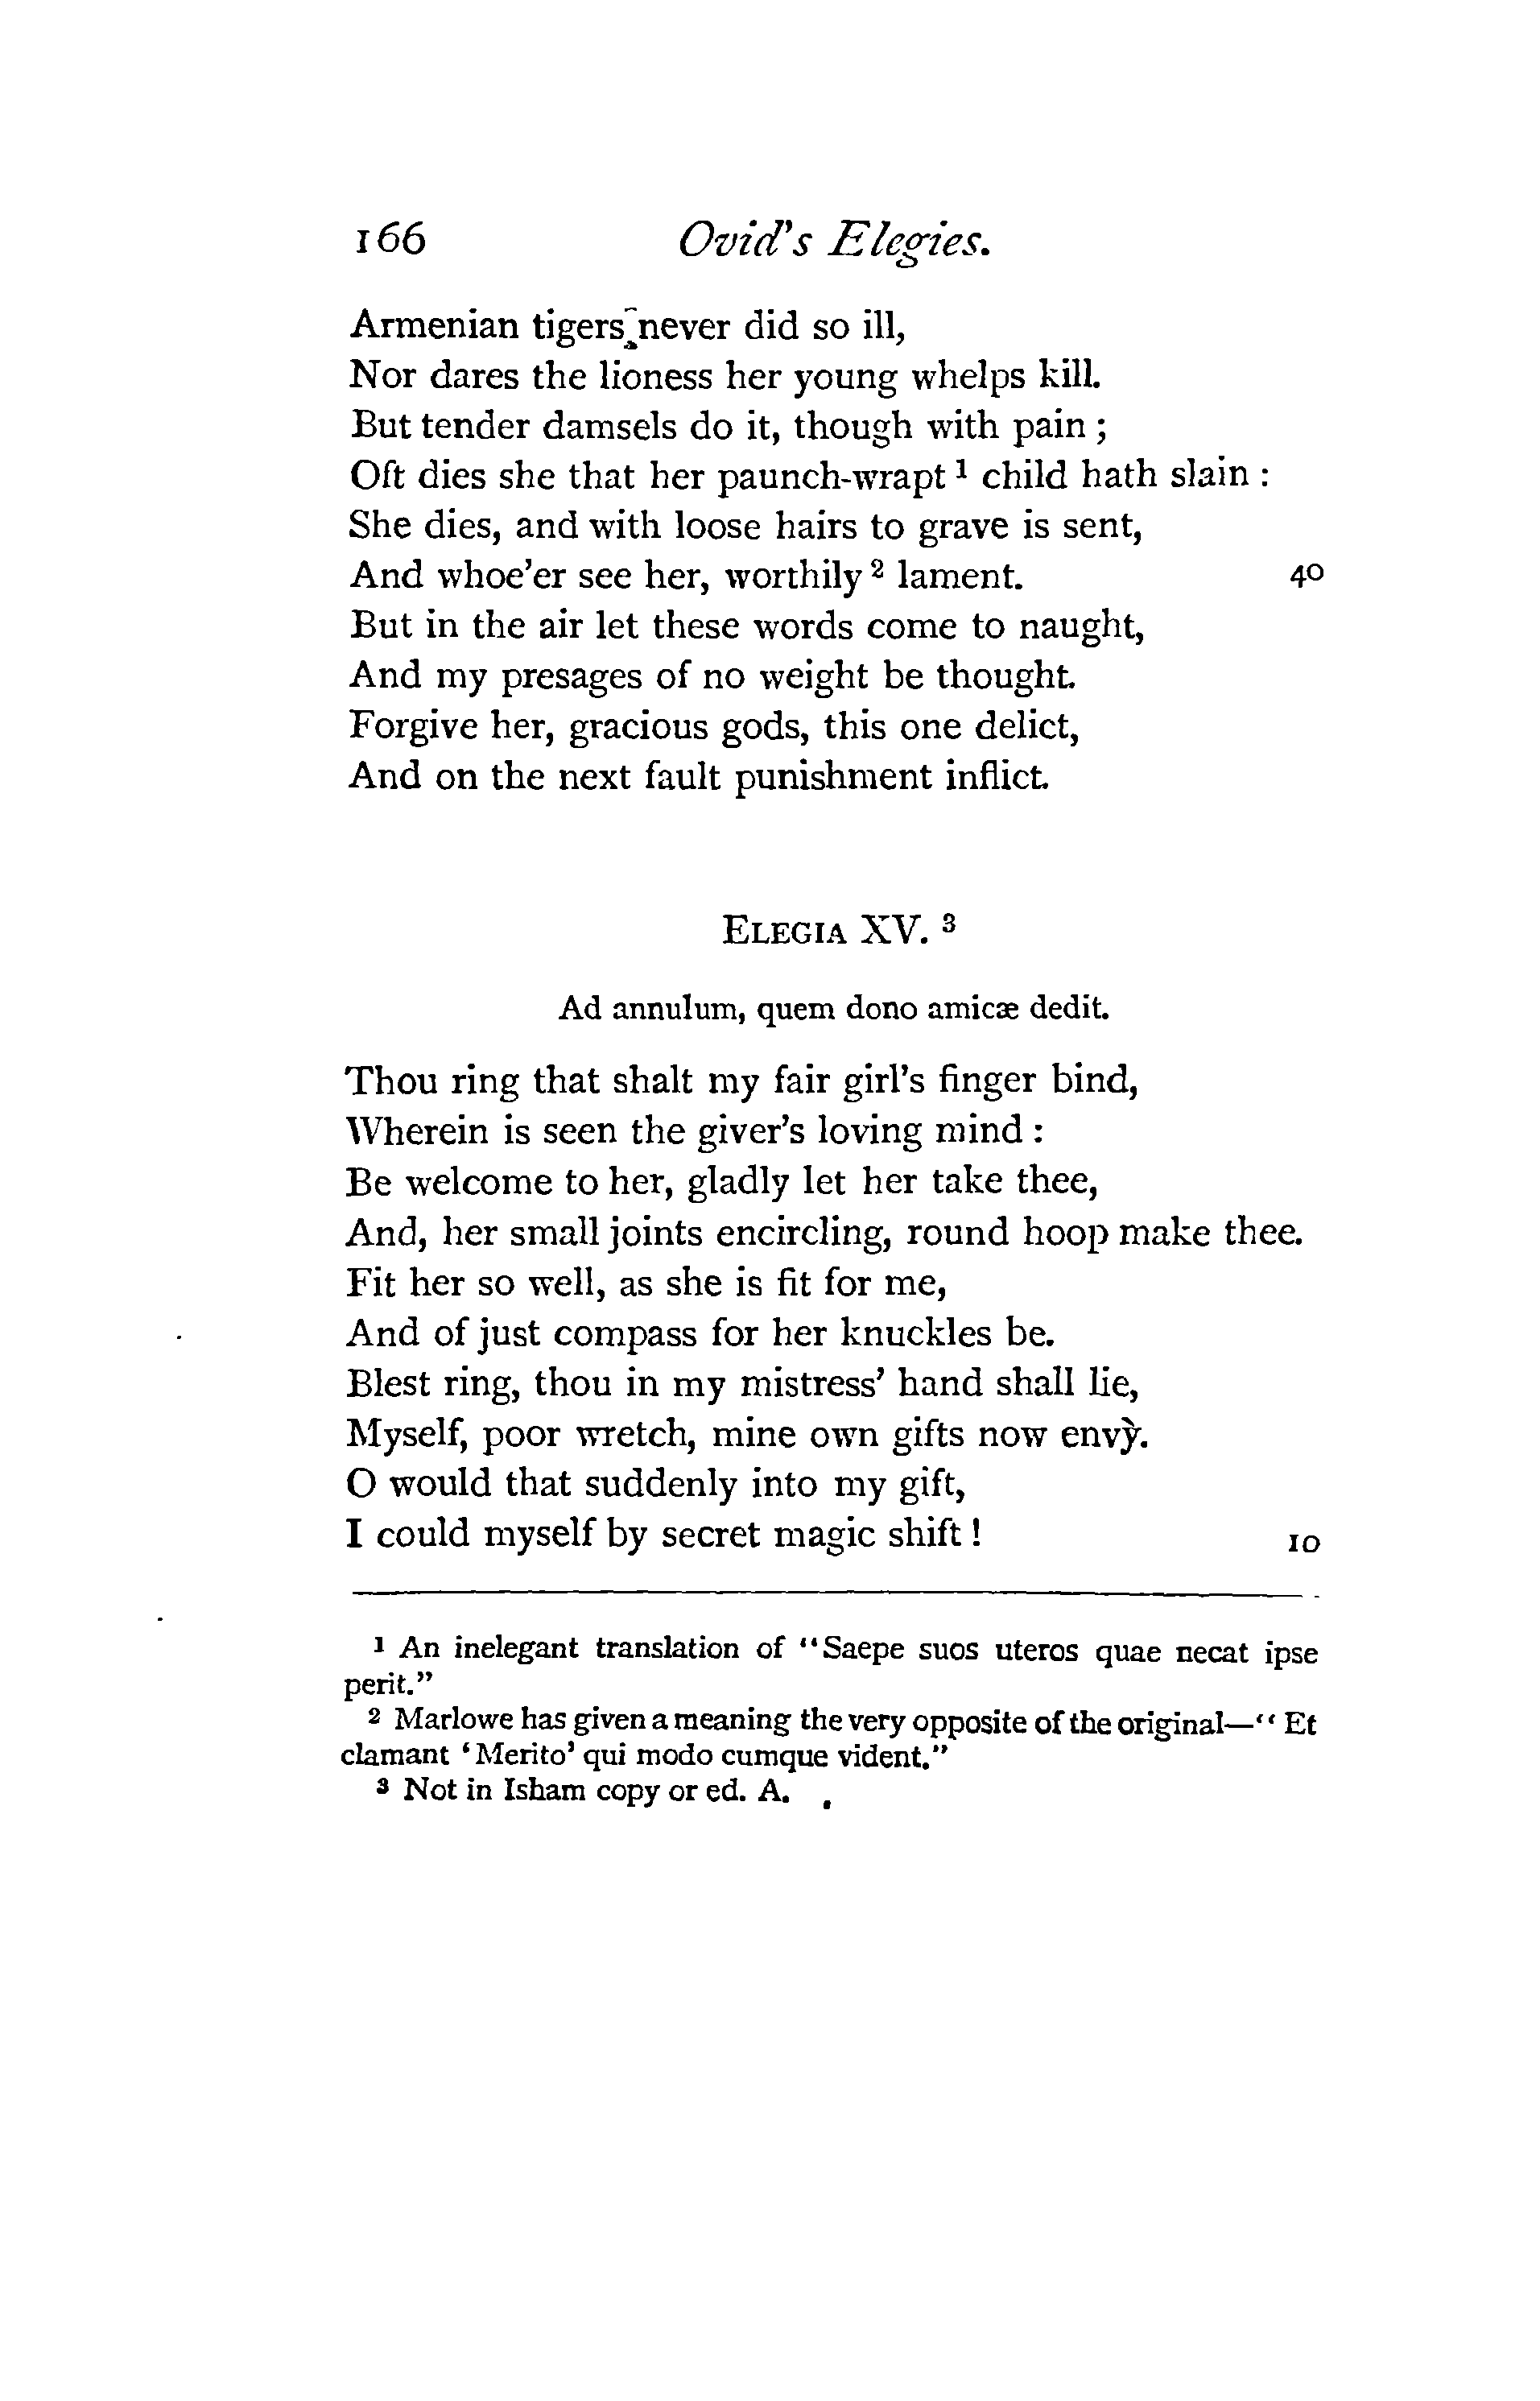 166 Ovid's Elegies.
Armenian tigers never did so ill,
Nor dares the lioness her young whelps kill.
But tender damsels do it, though with pain ;
Oft dies she that her paunch-wrapt ¹ child hath slain :
She dies, and with loose hairs to grave is sent,
And whoe'er see her, worthily ² lament. 40
But in the air let these words come to naught,
And my presages of no weight be thought.
Forgive her, gracious gods, this one delict,
And on the next fault punishment inflict.
ELEGIA XV. ³
Ad annulum, quem dono amicæ dedit.
Thou ring that shalt my fair girl's finger bind,
Wherein is seen the giver's loving mind :
Be welcome to her, gladly let her take thee,
And, her small joints encircling, round hoop make thee.
Fit her so well, as she is fit for me,
And of just compass for her knuckles be.
Blest ring, thou in my mistress' hand shall lie,
Myself, poor wretch, mine own gifts now envỳ.
O would that suddenly into my gift,
I could myself by secret magic shift ! 10
¹ An inelegant translation of "Saepe suos uteros quae necat ipse
perit."
² Marlowe has given a meaning the very opposite of the original—" Et
clamant 'Merito' qui modo cumque vident."
³ Not in Isham copy or ed. A.